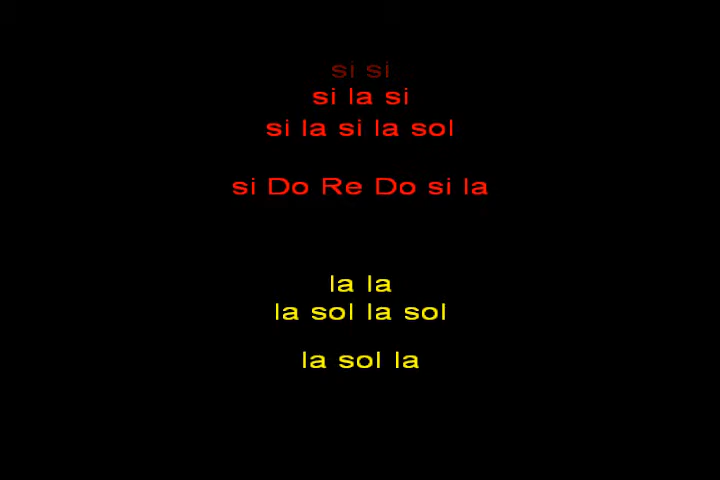 si si
si la si
si la si la sol
si Do Re Do si la
la la
la sol la sol
la sol la